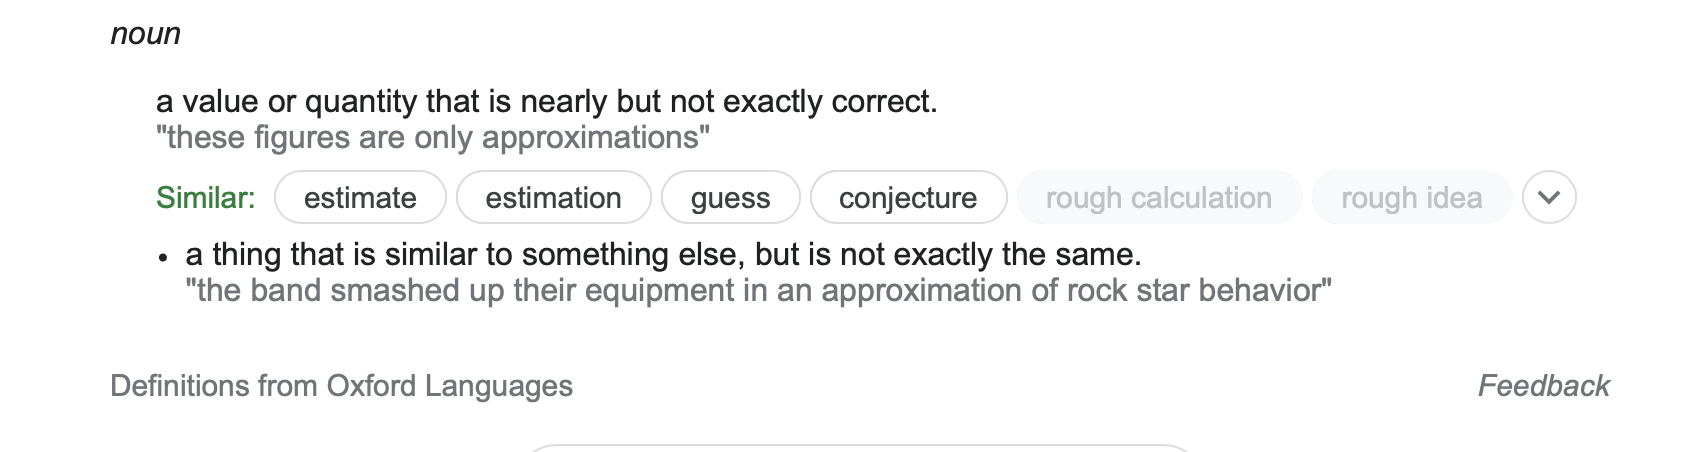 noun
a value or quantity that is nearly but not exactly correct.
"these figures are only approximations"
Similar: estimate estimation guess conjecture rough calculation rough idea
• a thing that is similar to something else, but is not exactly the same.
"the band smashed up their equipment in an approximation of rock star behavior"
Definitions from Oxford Languages Feedback